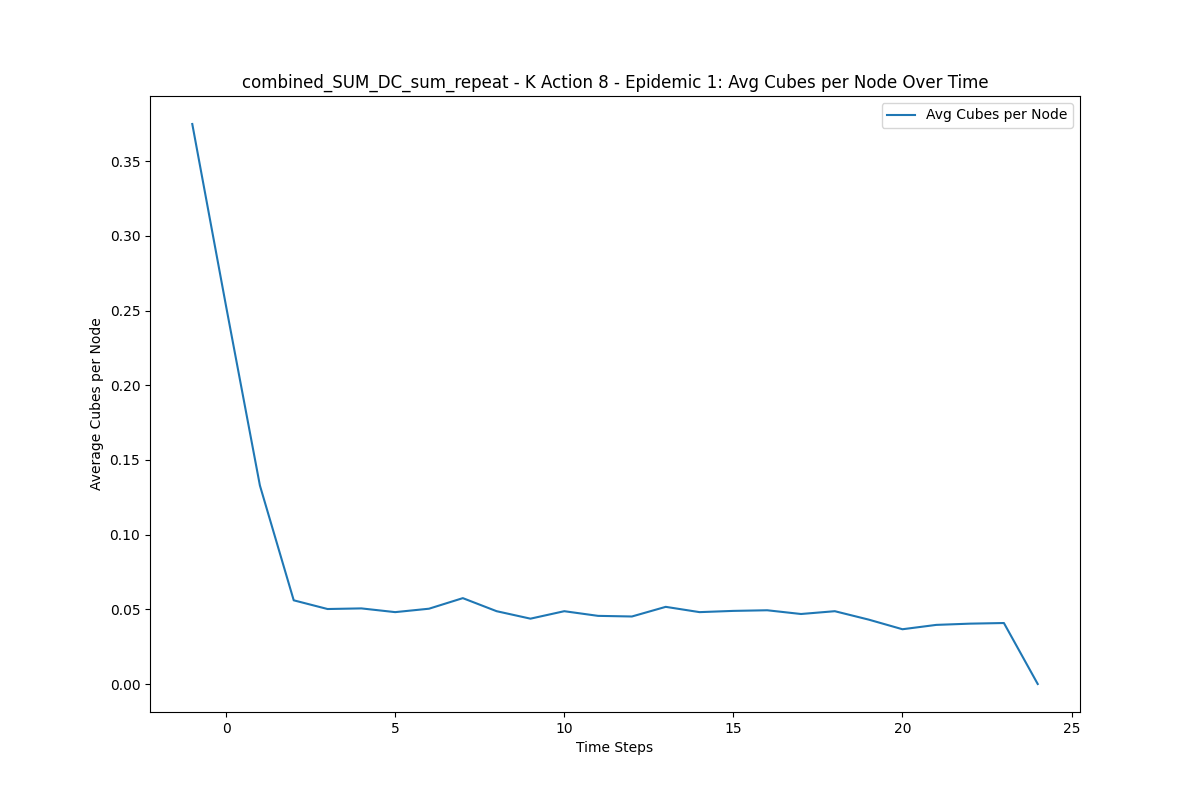 combined_SUM_DC_sum_repeat - K Action 8 - Epidemic 1: Avg Cubes per Node Over Time
Avg Cubes per Node
Average Cubes per Node
0.35
0.30
0.25
0.20
0.15
0.10
0.05
0.00
0 5 10 15 20 25
Time Steps